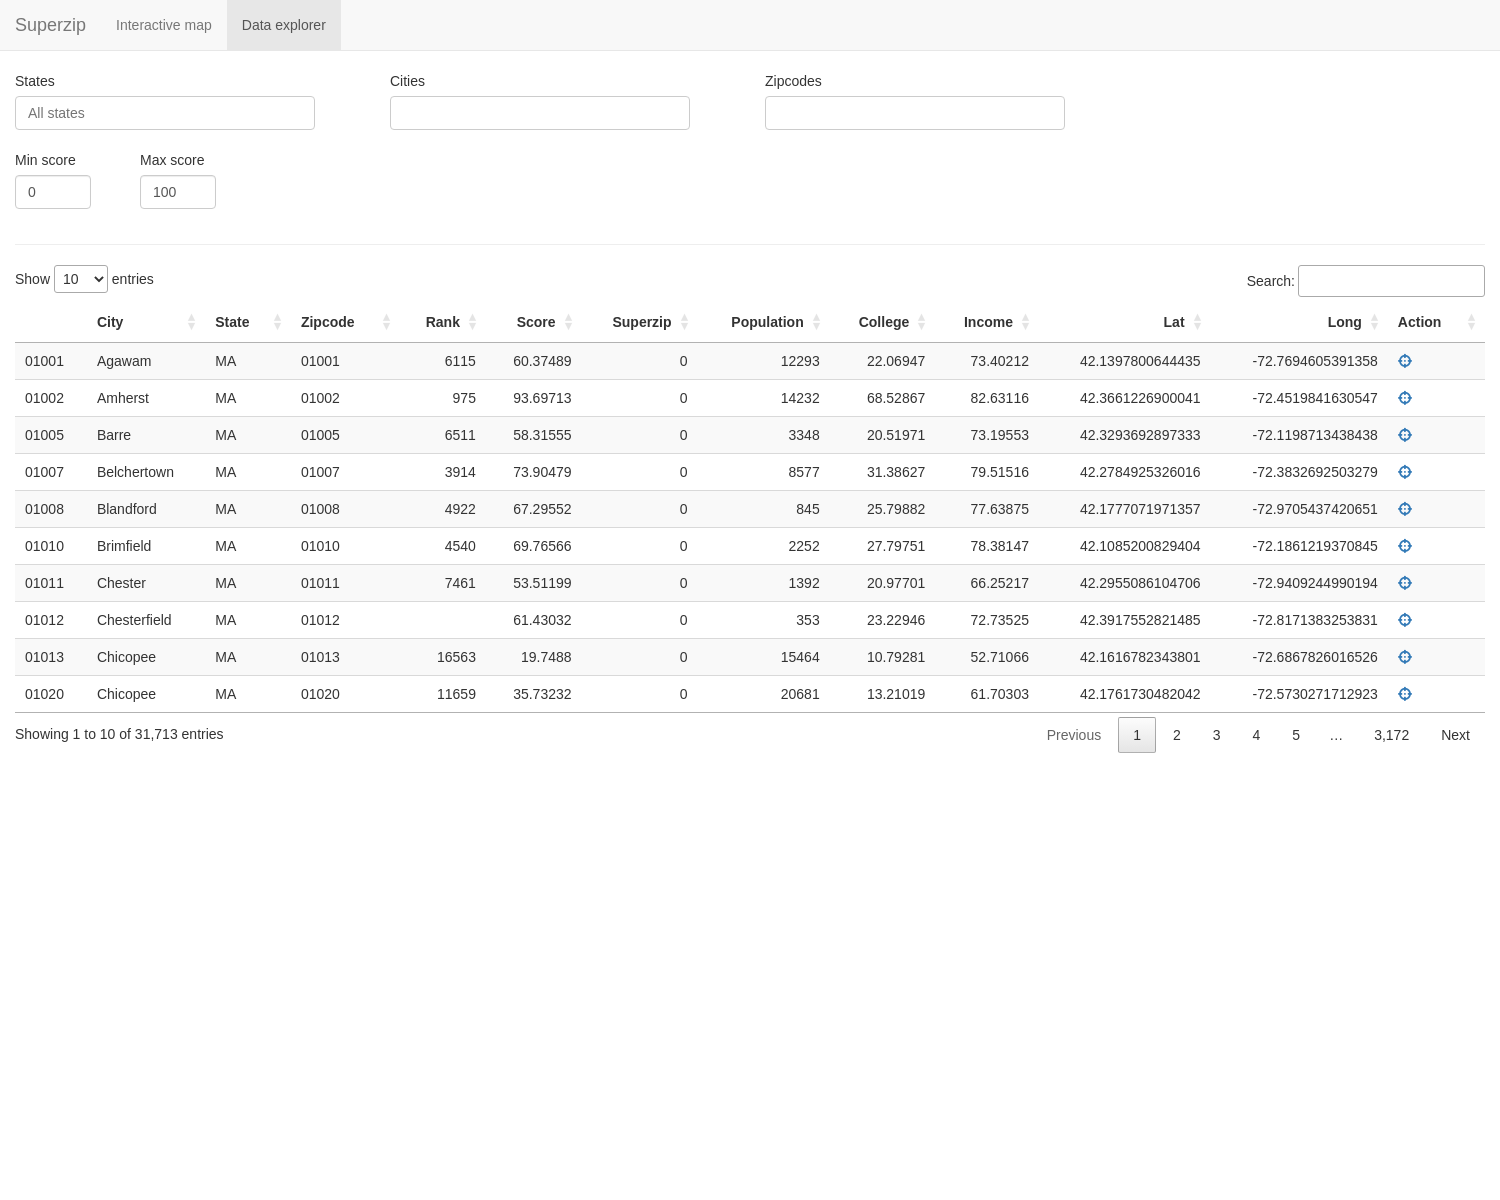 Superzip Interactive map Data explorer
States Cities Zipcodes
All states
Min score Max score
0 100
Show 10 entries Search:
City State Zipcode Rank Score Superzip Population College Income Lat Long Action
01001 Agawam MA 01001 6115 60.37489 0 12293 22.06947 73.40212 42.1397800644435 -72.7694605391358
01002 Amherst MA 01002 975 93.69713 0 14232 68.52867 82.63116 42.3661226900041 -72.4519841630547
01005 Barre MA 01005 6511 58.31555 0 3348 20.51971 73.19553 42.3293692897333 -72.1198713438438
01007 Belchertown MA 01007 3914 73.90479 0 8577 31.38627 79.51516 42.2784925326016 -72.3832692503279
01008 Blandford MA 01008 4922 67.29552 0 845 25.79882 77.63875 42.1777071971357 -72.9705437420651
01010 Brimfield MA 01010 4540 69.76566 0 2252 27.79751 78.38147 42.1085200829404 -72.1861219370845
01011 Chester MA 01011 7461 53.51199 0 1392 20.97701 66.25217 42.2955086104706 -72.9409244990194
01012 Chesterfield MA 01012 61.43032 0 353 23.22946 72.73525 42.3917552821485 -72.8171383253831
01013 Chicopee MA 01013 16563 19.7488 0 15464 10.79281 52.71066 42.1616782343801 -72.6867826016526
01020 Chicopee MA 01020 11659 35.73232 0 20681 13.21019 61.70303 42.1761730482042 -72.5730271712923
Showing 1 to 10 of 31,713 entries Previous 1 2 3 4 5 … 3,172 Next